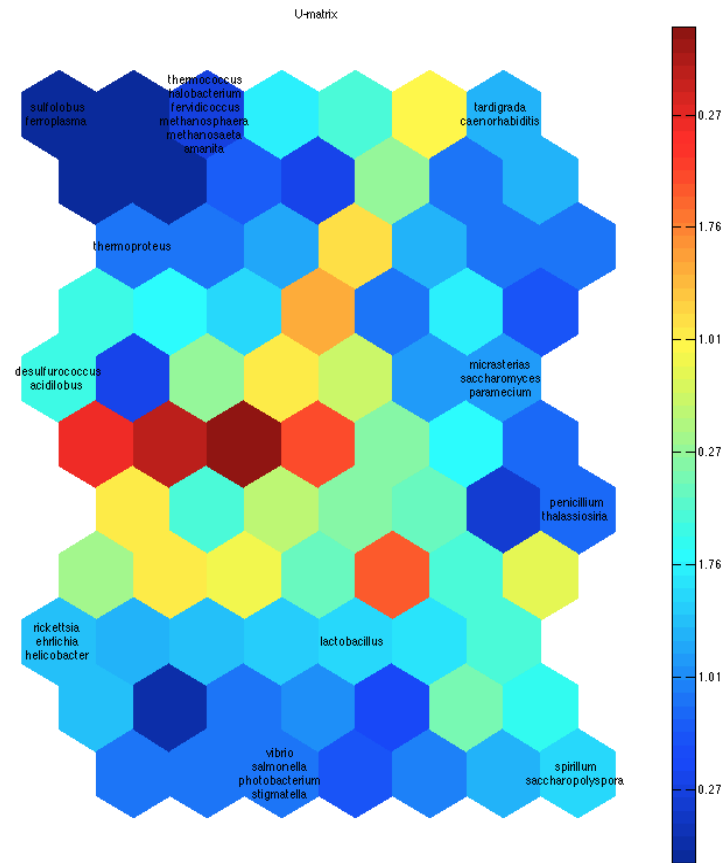 U-matrix
sulfolobus
ferroplasma
thermococcus
halobacterium
fervidicoccus
methanosphaera
methanosaeta
amanita
tardigrada
caenorhabiditis
thermoproteus
desulfurococcus
acidilobus
micrasterias
saccharomyces
paramecium
penicillium
thalassiosiria
rickettsia
ehrlichia
helicobacter
lactobacillus
vibrio
salmonella
photobacterium
stigmatella
spirillum
saccharopolyspora
0.27
1.76
1.01
0.27
1.76
1.01
0.27